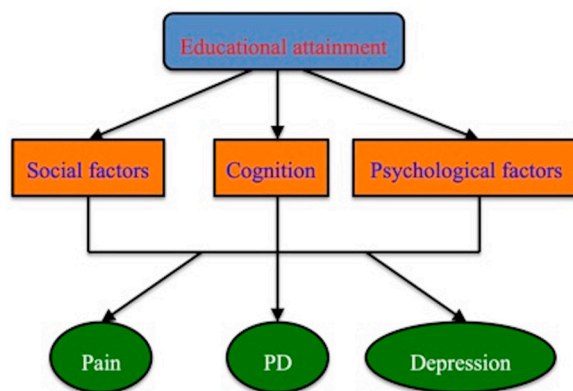 Educational attainment
Social factors
Cognition
Psychological factors
Pain
PD
Depression